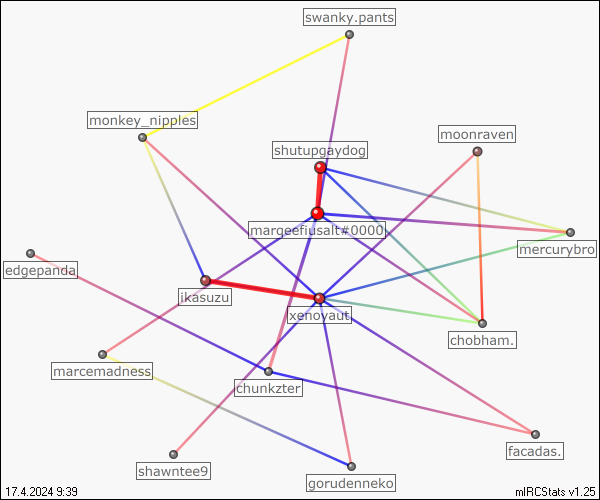 swanky.pants
monkey_nipples
moonraven
shutupgaydog
margeefiusalt#0000
mercurybro
edgepanda
ikasuzu
xenoyaut
chobham.
marcemadness
chunkzter
facadas.
shawntee9
gorudenneko
17.4.2024 9:39
mIRCStats v1.25